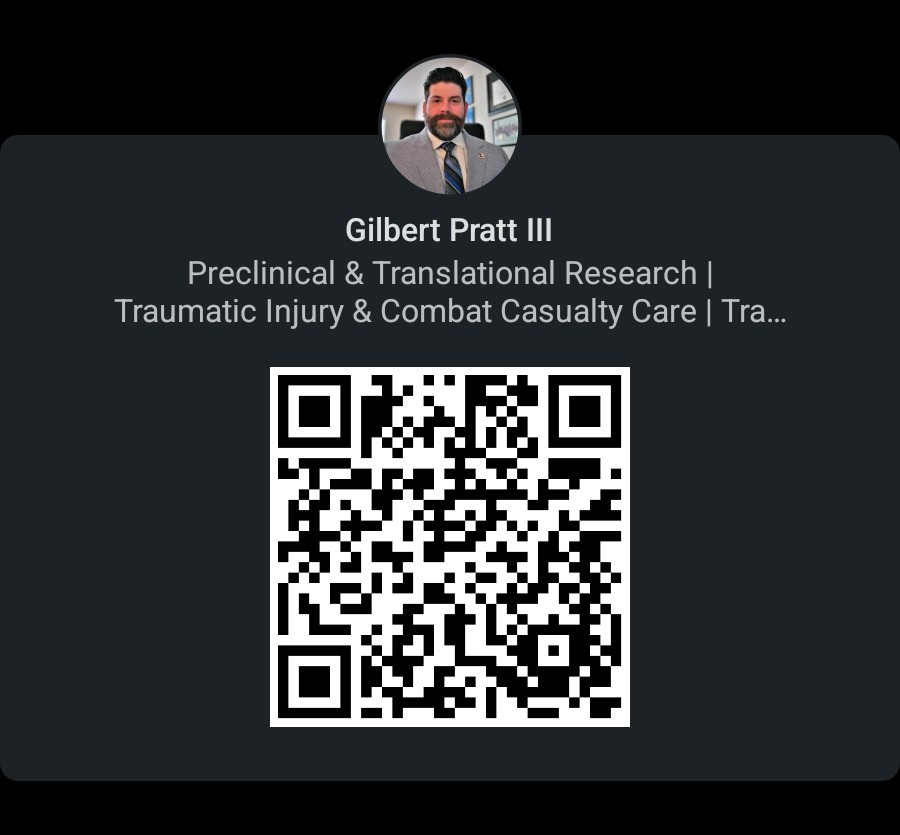 Gilbert Pratt III
Preclinical & Translational Research |
Traumatic Injury & Combat Casualty Care | Tra…